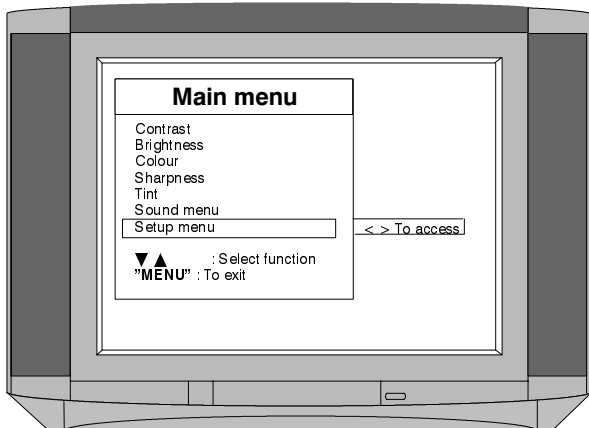 Main menu
Contrast
Brightness
Colour
Sharpness
Tint
Sound menu
Setup menu
< > To access
▼ ▲ : Select function
"MENU" : To exit